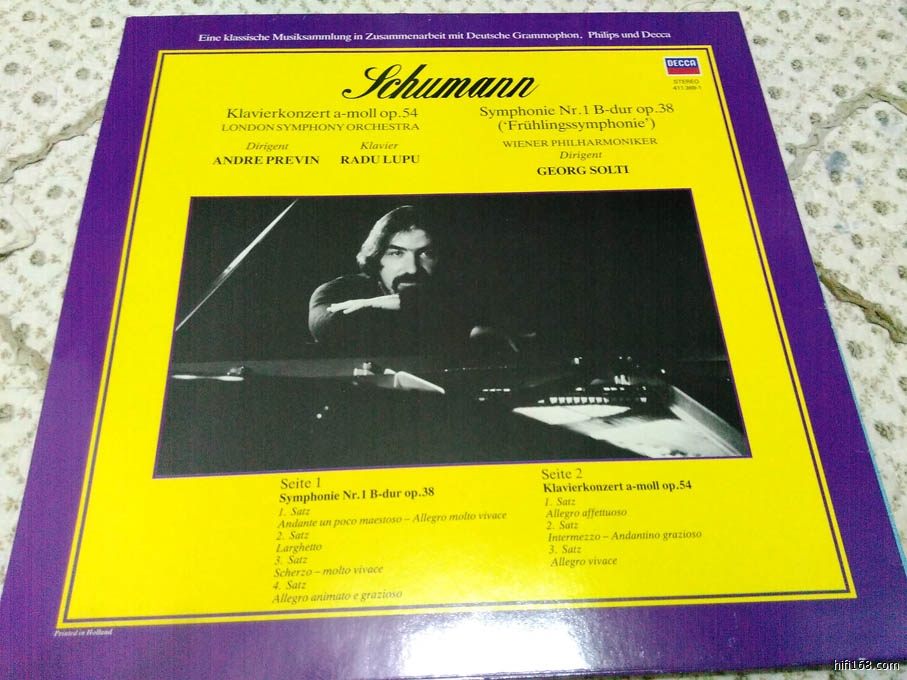 Eine klassische Musiksammlung in Zusammenarbeit mit Deutsche Grammophon, Philips und Decca
DECCA
STEREO
411 369-1
Schumann
Klavierkonzert a-moll op.54
LONDON SYMPHONY ORCHESTRA
Dirigent Klavier
ANDRE PREVIN RADU LUPU
Symphonie Nr.1 B-dur op.38
('Frühlingssymphonie')
WIENER PHILHARMONIKER
Dirigent
GEORG SOLTI
Seite 1
Symphonie Nr.1 B-dur op.38
1. Satz
Andante un poco maestoso – Allegro molto vivace
2. Satz
Larghetto
3. Satz
Scherzo – molto vivace
4. Satz
Allegro animato e grazioso
Seite 2
Klavierkonzert a-moll op.54
1. Satz
Allegro affettuoso
2. Satz
Intermezzo – Andantino grazioso
3. Satz
Allegro vivace
Printed in Holland
hifi168.com